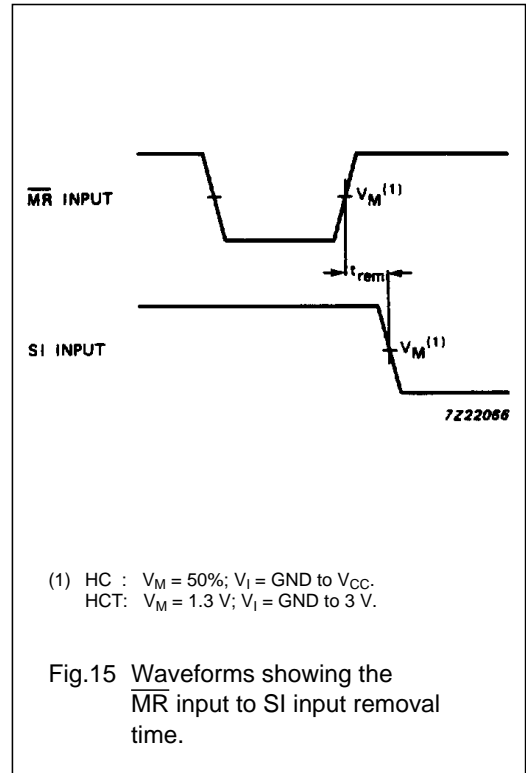 MR INPUT
VM(1)
trem
SI INPUT
VM(1)
7Z22066
(1) HC : VM = 50%; VI = GND to VCC.
HCT: VM = 1.3 V; VI = GND to 3 V.
Fig.15 Waveforms showing the
MR input to SI input removal
time.